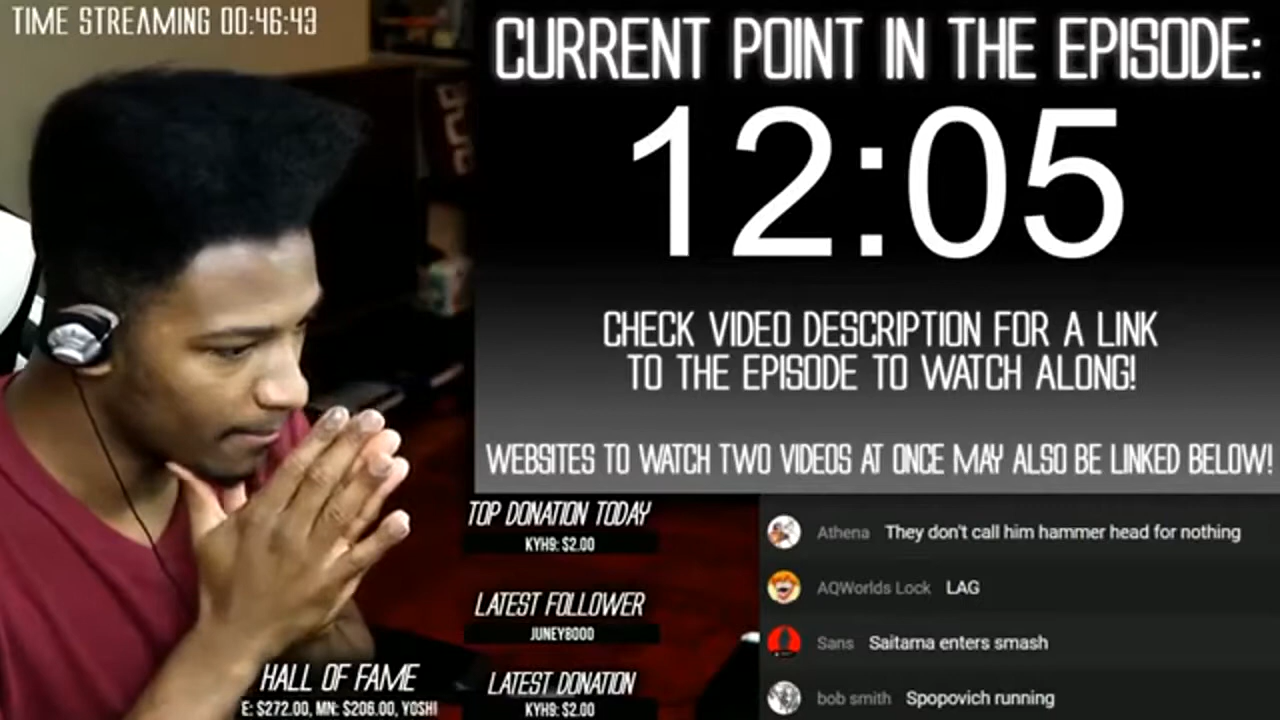 TIME STREAMING 00:46:43
CURRENT POINT IN THE EPISODE:
12:05
CHECK VIDEO DESCRIPTION FOR A LINK
TO THE EPISODE TO WATCH ALONG!
WEBSITES TO WATCH TWO VIDEOS AT ONCE MAY ALSO BE LINKED BELOW!
TOP DONATION TODAY
KYH9: $2.00
LATEST FOLLOWER
JUNEY8000
HALL OF FAME
E: $272.00, MN: $206.00, YOSHI
LATEST DONATION
KYH9: $2.00
Athena They don't call him hammer head for nothing
AQWorlds Lock LAG
Sans Saitama enters smash
bob smith Spopovich running